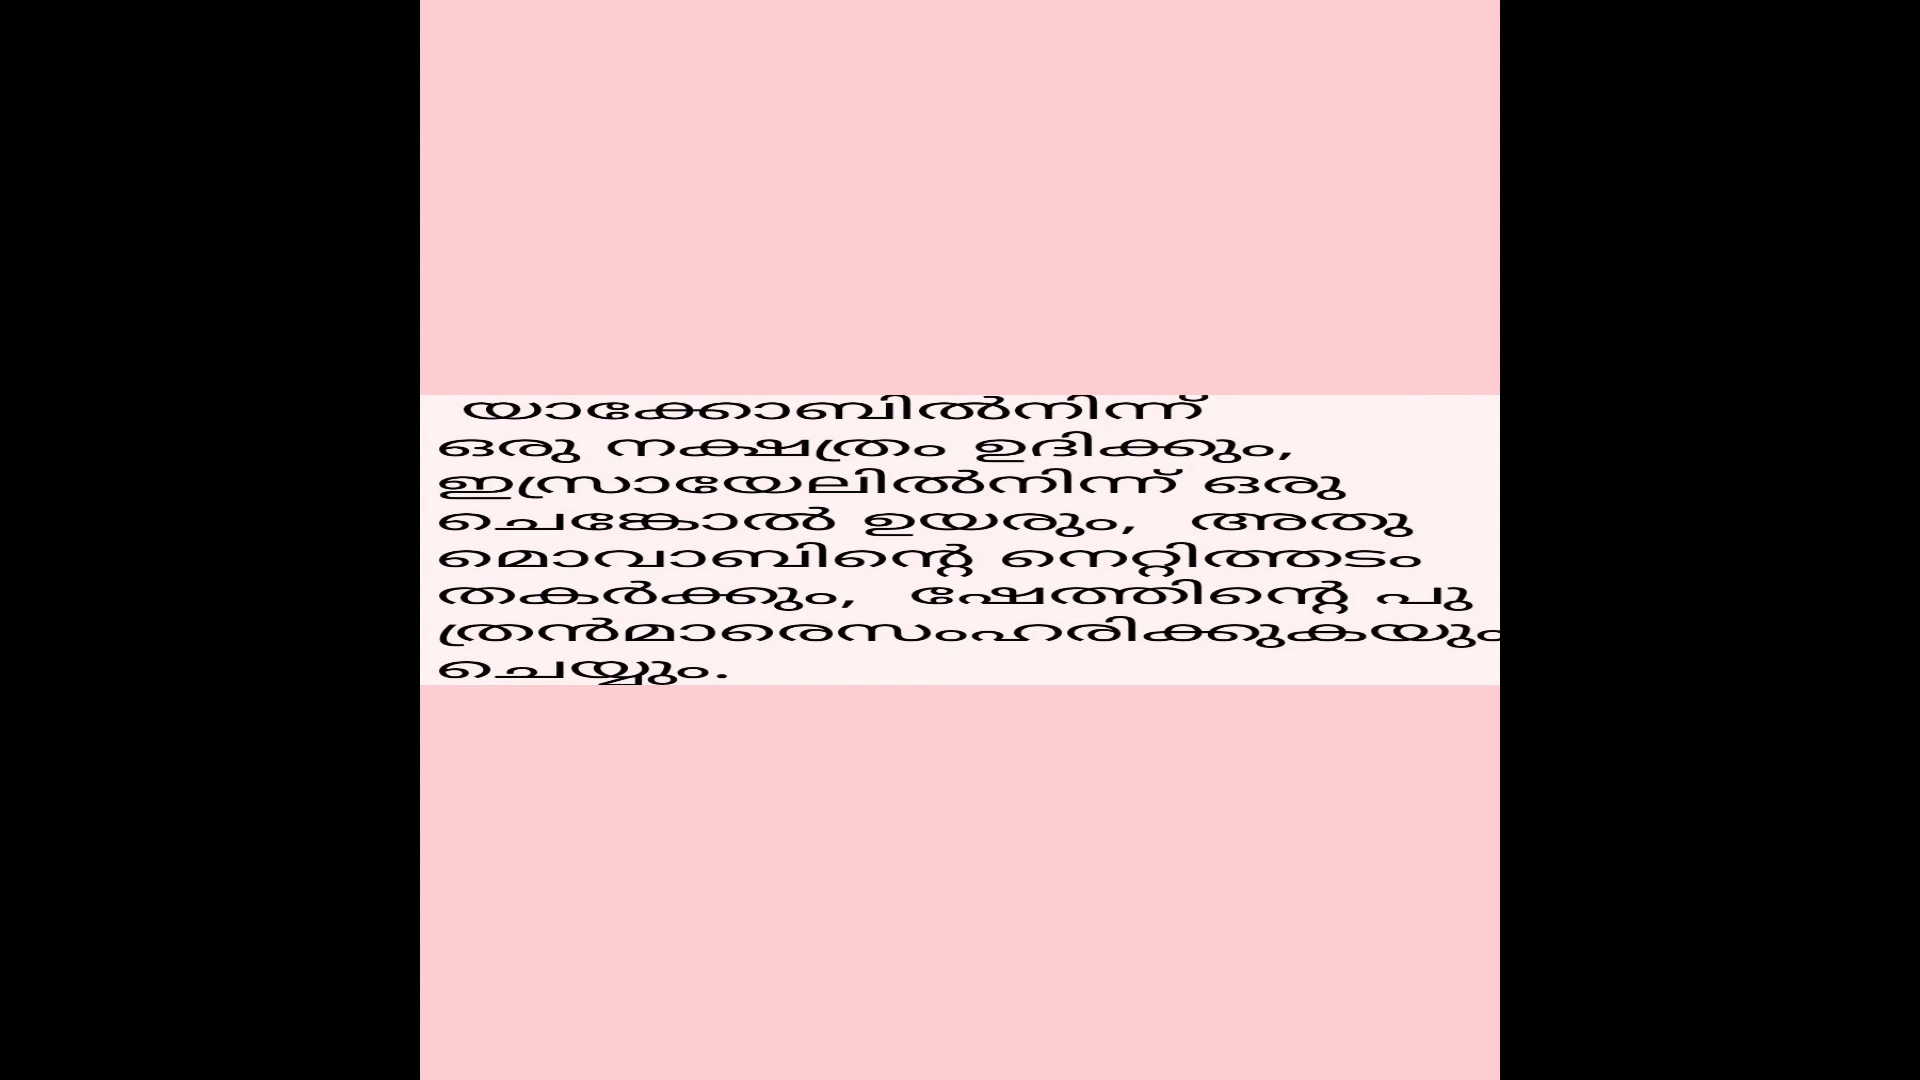 യാക്കോബിൽനിന്ന്
ഒരു നക്ഷത്രം ഉദിക്കും,
ഇസ്രായേലിൽനിന്ന് ഒരു
ചെങ്കോൽ ഉയരും, അതു
മൊവാബിന്റെ നെറ്റിത്തടം
തകർക്കും, ഷേത്തിന്റെ പു
ത്രൻമാരെസംഹരിക്കുകയും
ചെയ്യും.